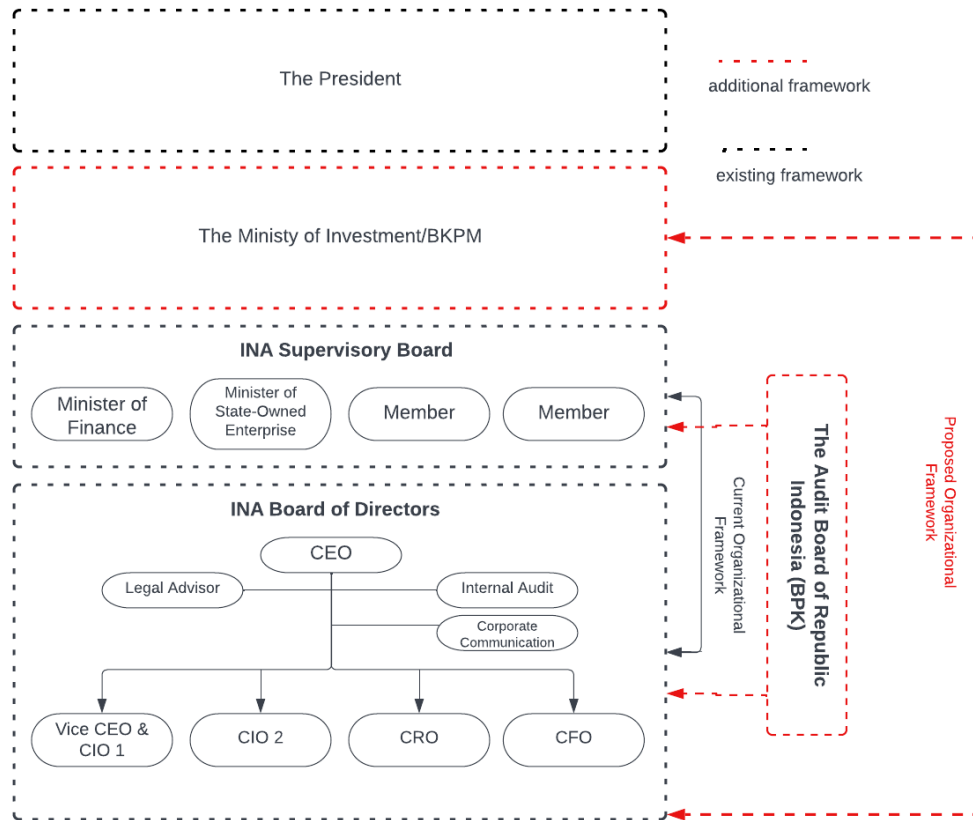 The President
additional framework
existing framework
The Ministy of Investment/BKPM
INA Supervisory Board
Minister of
Finance
Minister of
State-Owned
Enterprise
Member
Member
INA Board of Directors
CEO
Legal Advisor
Internal Audit
Corporate
Communication
Vice CEO &
CIO 1
CIO 2
CRO
CFO
Current Organizational
Framework
The Audit Board of Republic
Indonesia (BPK)
Proposed Organizational
Framework